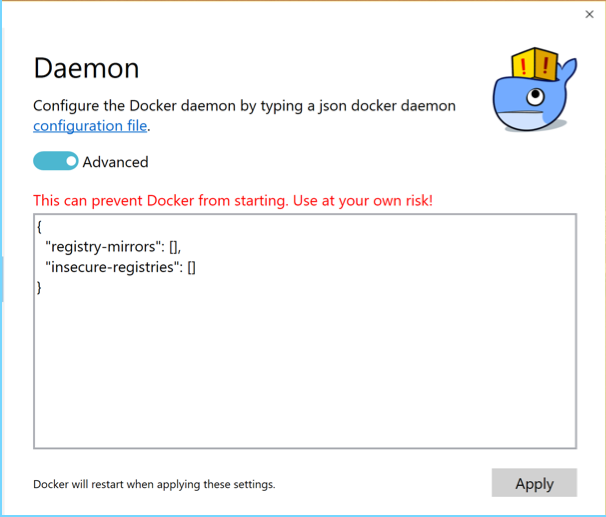 Daemon
Configure the Docker daemon by typing a json docker daemon
configuration file.
Advanced
This can prevent Docker from starting. Use at your own risk!
{
  "registry-mirrors": [],
  "insecure-registries": []
}
Docker will restart when applying these settings.
Apply
! !